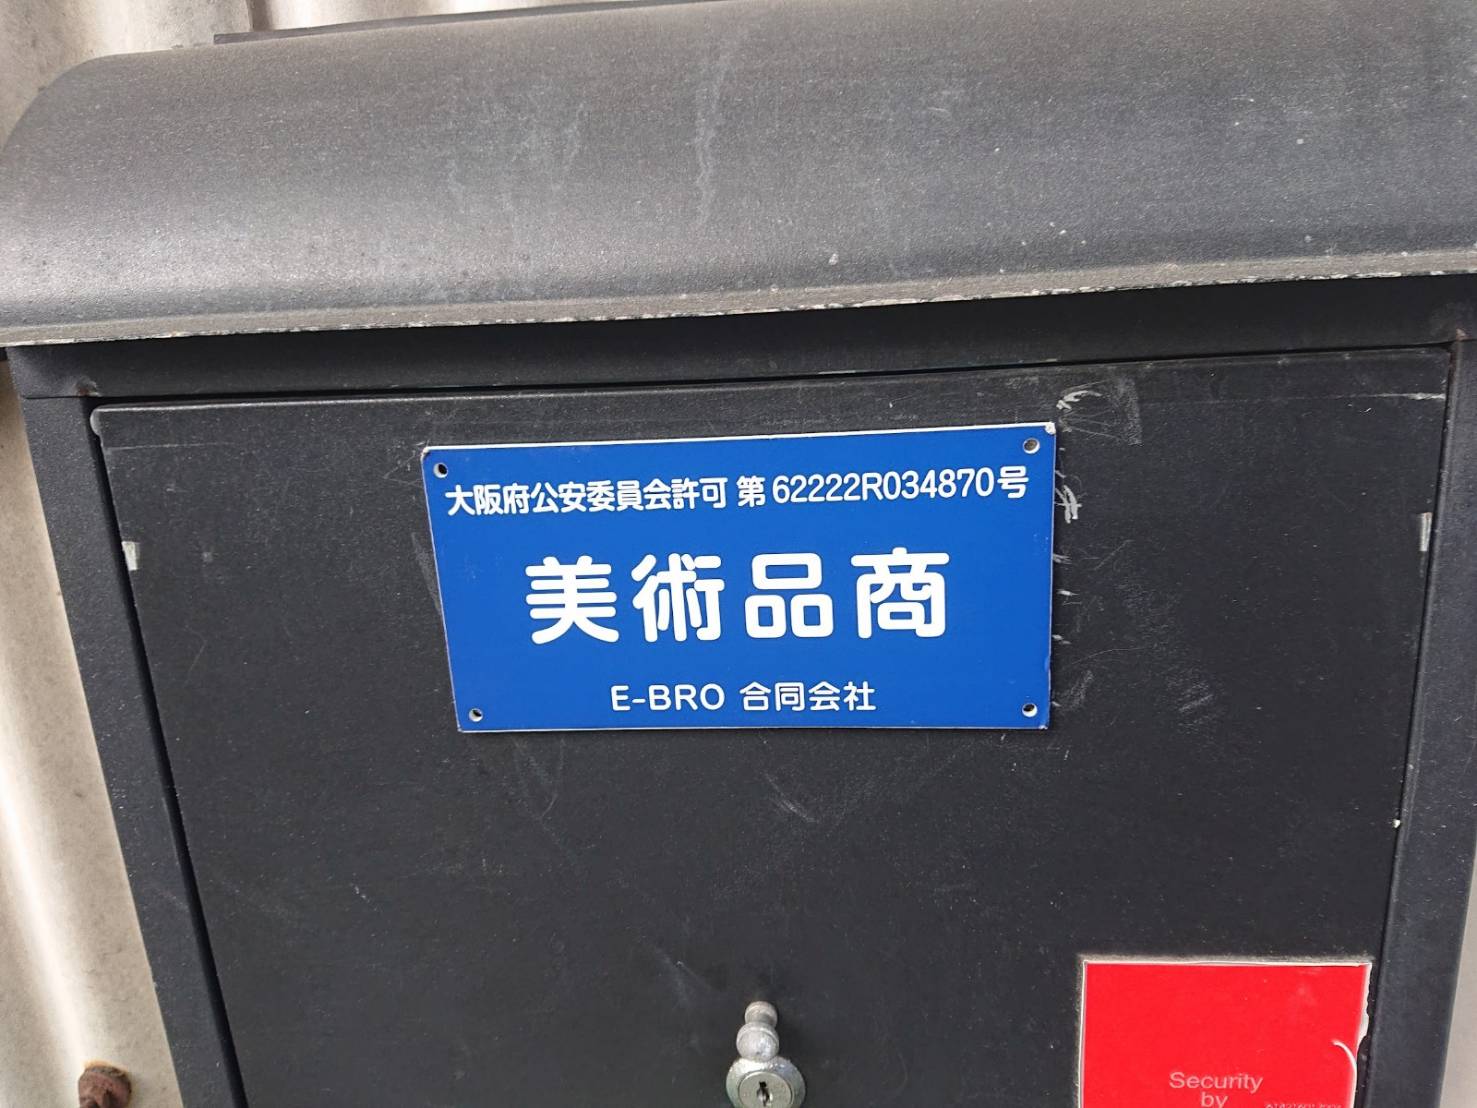 大阪府公安委員会許可 第62222R034870号
美術品商
E-BRO 合同会社
Security
by